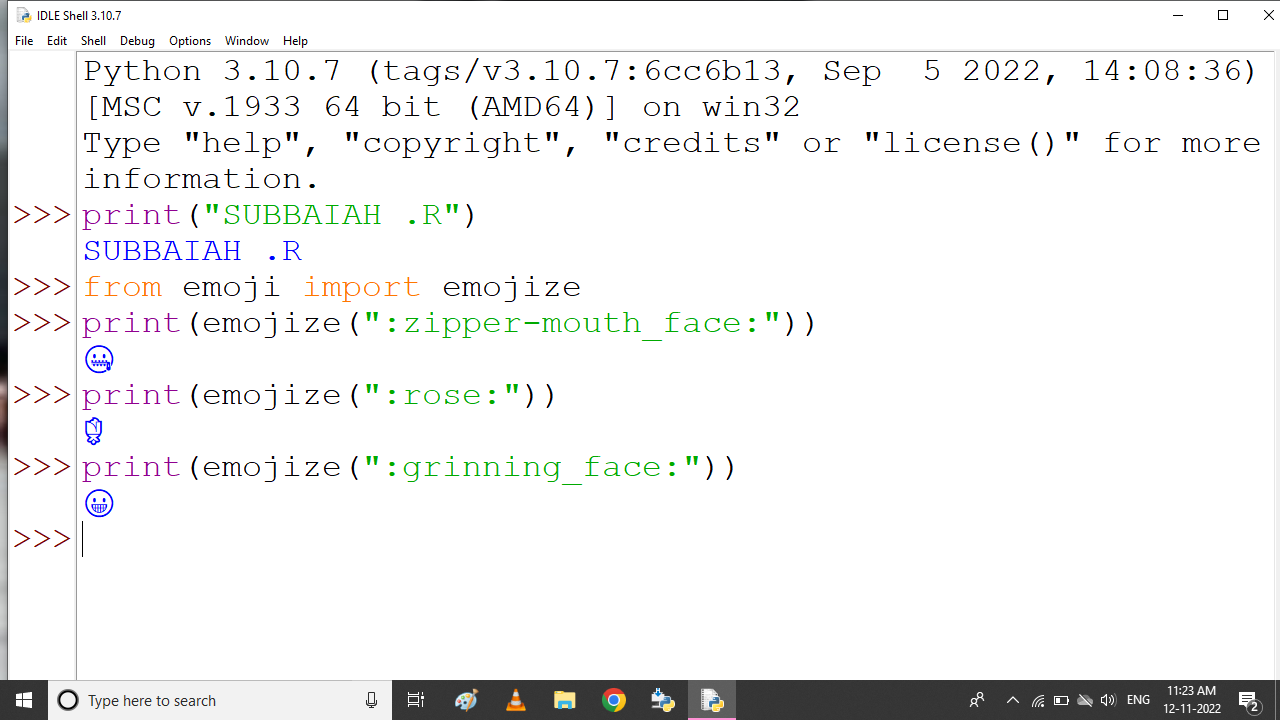 IDLE Shell 3.10.7
File Edit Shell Debug Options Window Help
Python 3.10.7 (tags/v3.10.7:6cc6b13, Sep  5 2022, 14:08:36)
[MSC v.1933 64 bit (AMD64)] on win32
Type "help", "copyright", "credits" or "license()" for more
information.
>>> print("SUBBAIAH .R")
SUBBAIAH .R
>>> from emoji import emojize
>>> print(emojize(":zipper-mouth_face:"))
🤐
>>> print(emojize(":rose:"))
🌹
>>> print(emojize(":grinning_face:"))
😀
>>>
Type here to search
ENG
11:23 AM
12-11-2022
2